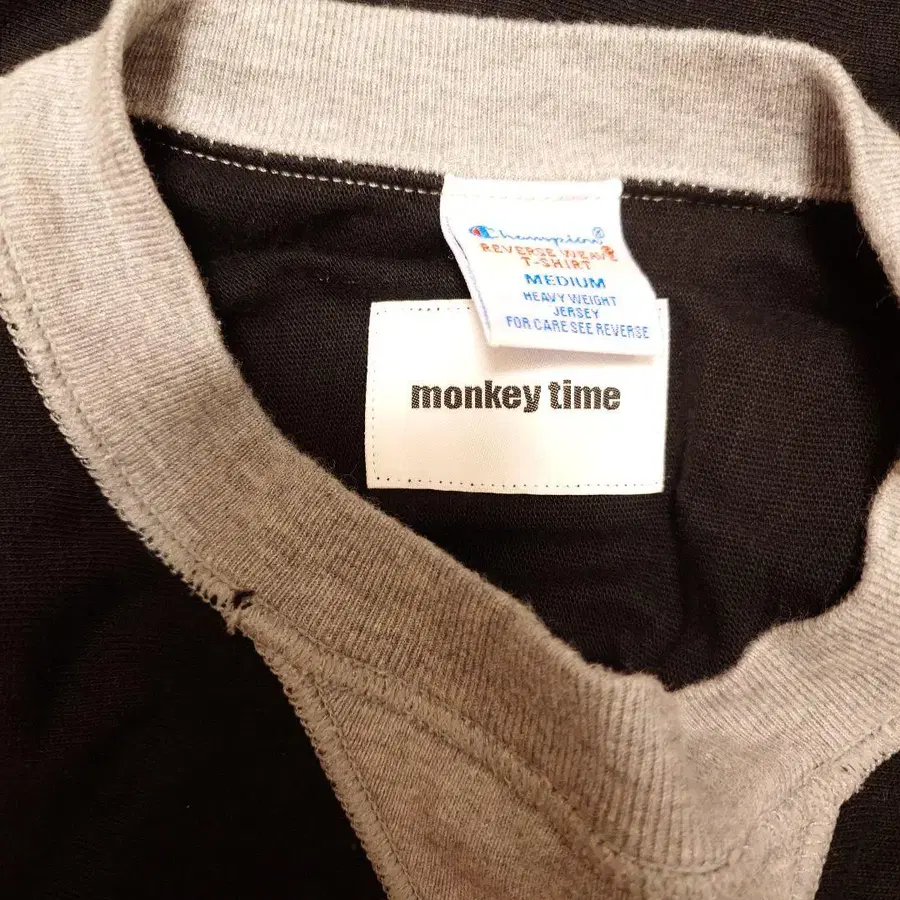 Champion®
REVERSE WEAVE
T-SHIRT
MEDIUM
HEAVY WEIGHT
JERSEY
FOR CARE SEE REVERSE
monkey time